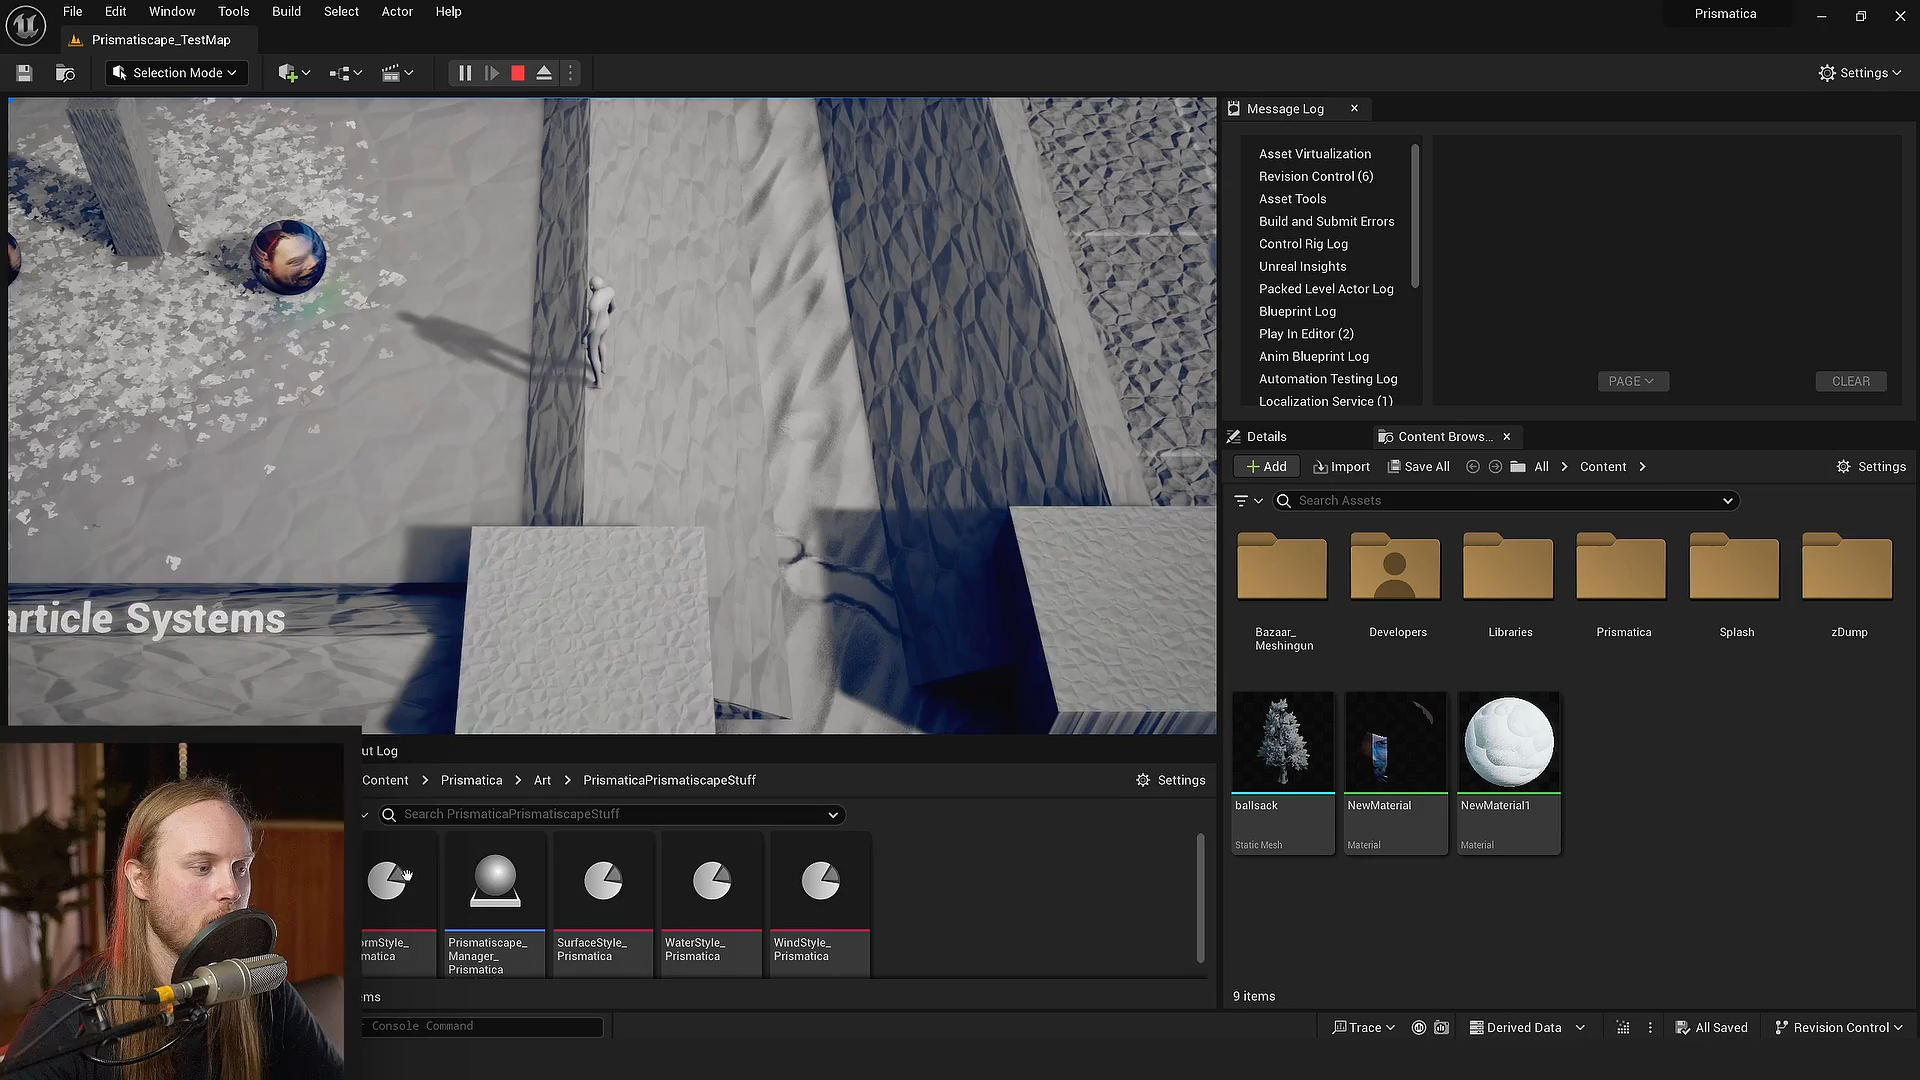 File Edit Window Tools Build Select Actor Help
Prismatica
Prismatiscape_TestMap
Selection Mode
Settings
Message Log
Asset Virtualization
Revision Control (6)
Asset Tools
Build and Submit Errors
Control Rig Log
Unreal Insights
Packed Level Actor Log
Blueprint Log
Play In Editor (2)
Anim Blueprint Log
Automation Testing Log
Localization Service (1)
PAGE
CLEAR
Details
Content Brows...
Add
Import
Save All
All
Content
Settings
Search Assets
Bazaar_
Meshingun
Developers
Libraries
Prismatica
Splash
zDump
ballsack
Static Mesh
NewMaterial
Material
NewMaterial1
Material
9 items
article Systems
ut Log
Content
Prismatica
Art
PrismaticaPrismatiscapeStuff
Settings
Search PrismaticaPrismatiscapeStuff
ormStyle_
matica
Prismatiscape_
Manager_
Prismatica
SurfaceStyle_
Prismatica
WaterStyle_
Prismatica
WindStyle_
Prismatica
ems
Console Command
Trace
Derived Data
All Saved
Revision Control